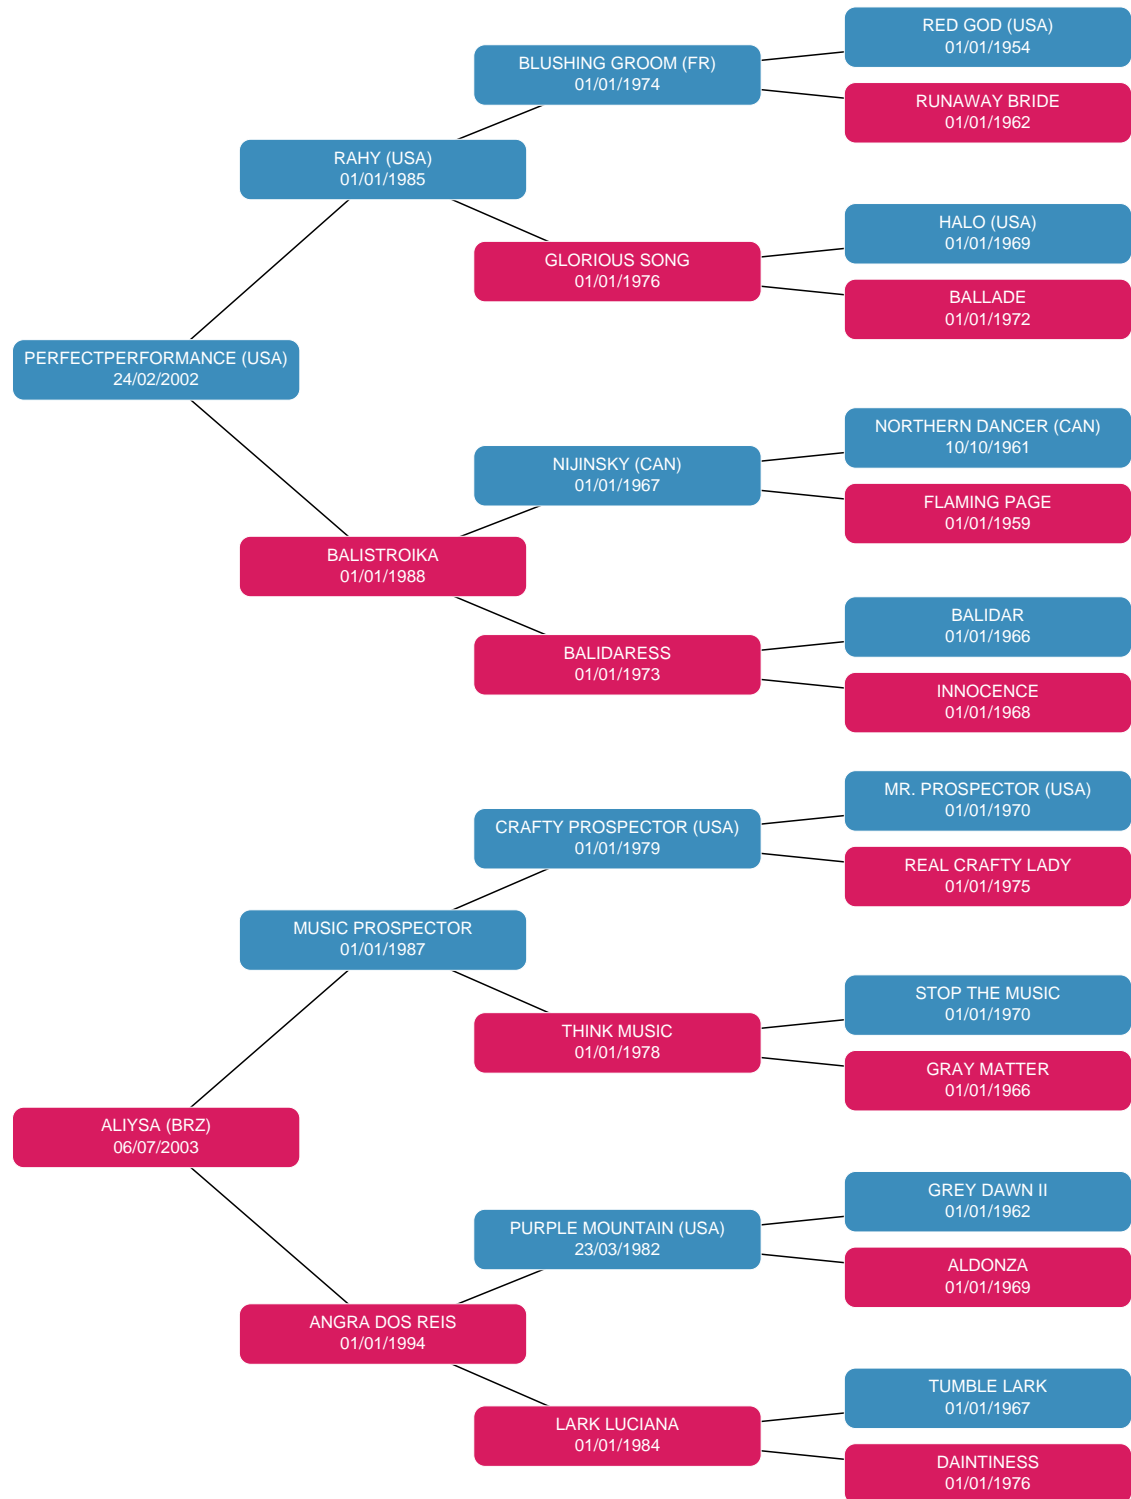 RED GOD (USA)
01/01/1954
BLUSHING GROOM (FR)
01/01/1974
RUNAWAY BRIDE
01/01/1962
RAHY (USA)
01/01/1985
HALO (USA)
01/01/1969
GLORIOUS SONG
01/01/1976
BALLADE
01/01/1972
PERFECTPERFORMANCE (USA)
24/02/2002
NORTHERN DANCER (CAN)
10/10/1961
NIJINSKY (CAN)
01/01/1967
FLAMING PAGE
01/01/1959
BALISTROIKA
01/01/1988
BALIDAR
01/01/1966
BALIDARESS
01/01/1973
INNOCENCE
01/01/1968
MR. PROSPECTOR (USA)
01/01/1970
CRAFTY PROSPECTOR (USA)
01/01/1979
REAL CRAFTY LADY
01/01/1975
MUSIC PROSPECTOR
01/01/1987
STOP THE MUSIC
01/01/1970
THINK MUSIC
01/01/1978
GRAY MATTER
01/01/1966
ALIYSA (BRZ)
06/07/2003
GREY DAWN II
01/01/1962
PURPLE MOUNTAIN (USA)
23/03/1982
ALDONZA
01/01/1969
ANGRA DOS REIS
01/01/1994
TUMBLE LARK
01/01/1967
LARK LUCIANA
01/01/1984
DAINTINESS
01/01/1976